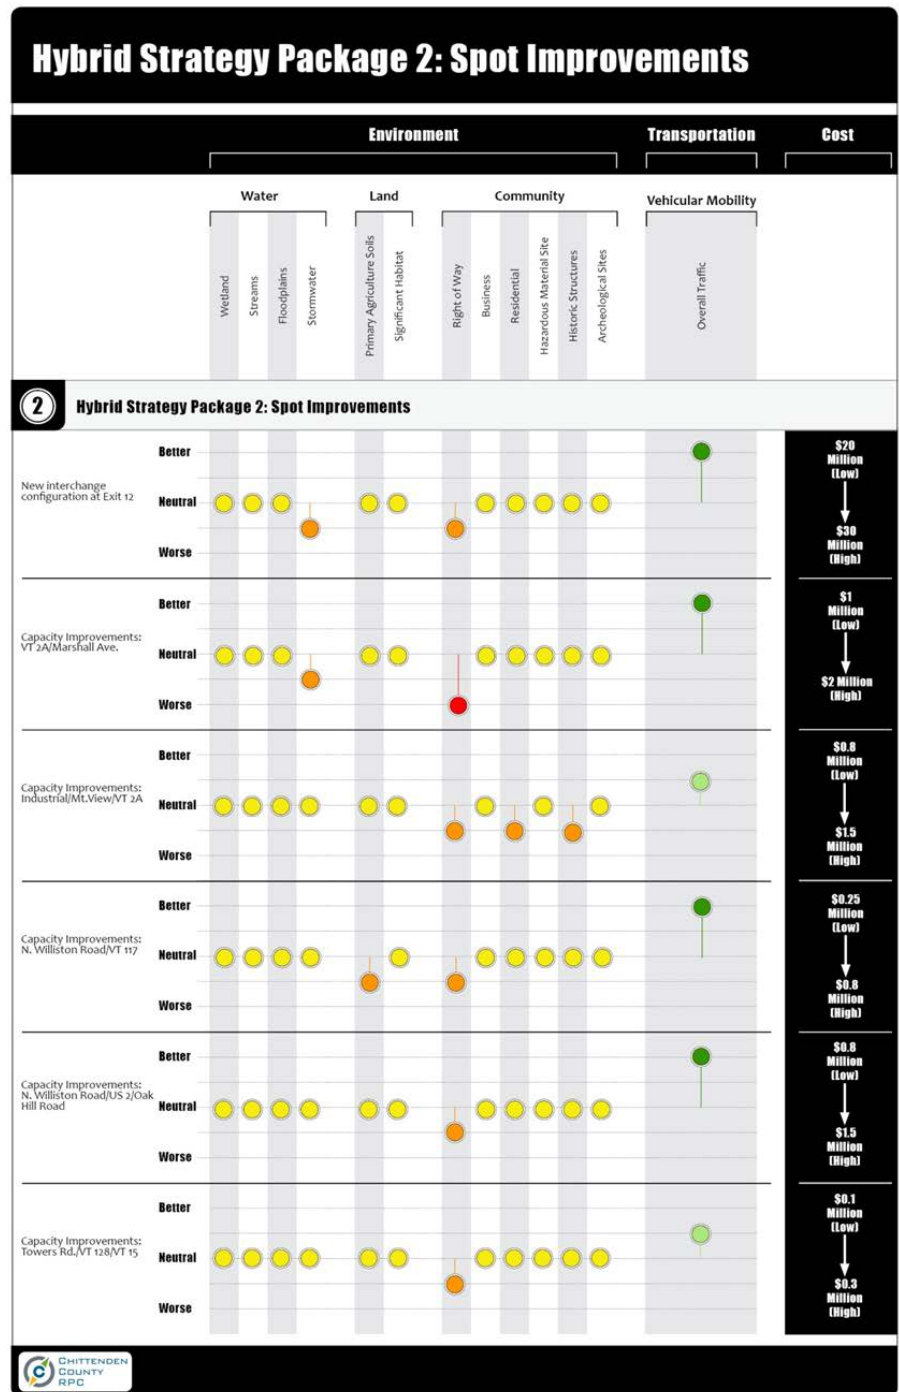 Hybrid Strategy Package 2: Spot Improvements
Environment
Transportation
Cost
Water
Land
Community
Vehicular Mobility
Wetland
Streams
Floodplains
Stormwater
Primary Agriculture Soils
Significant Habitat
Right of Way
Business
Residential
Hazardous Material Site
Historic Structures
Archeological Sites
Overall Traffic
2
Hybrid Strategy Package 2: Spot Improvements
New interchange
configuration at Exit 12
Better
Neutral
Worse
$20
Million
(Low)
$30
Million
(High)
Capacity Improvements:
VT 2A/Marshall Ave.
Better
Neutral
Worse
$1
Million
(Low)
$2 Million
(High)
Capacity Improvements:
Industrial/Mt.View/VT 2A
Better
Neutral
Worse
$0.8
Million
(Low)
$1.5
Million
(High)
Capacity Improvements:
N. Williston Road/VT 117
Better
Neutral
Worse
$0.25
Million
(Low)
$0.8
Million
(High)
Capacity Improvements:
N. Williston Road/US 2/Oak
Hill Road
Better
Neutral
Worse
$0.8
Million
(Low)
$1.5
Million
(High)
Capacity Improvements:
Towers Rd./VT 128/VT 15
Better
Neutral
Worse
$0.1
Million
(Low)
$0.3
Million
(High)
CHITTENDEN
COUNTY
RPC